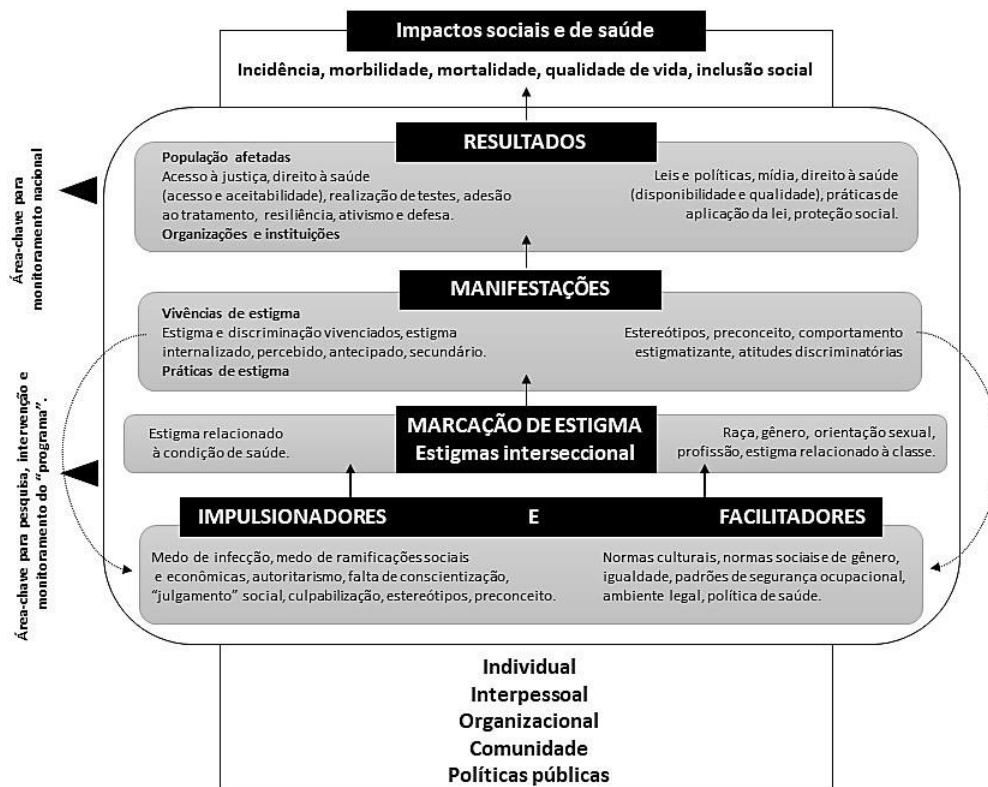 Impactos sociais e de saúde
Incidência, morbilidade, mortalidade, qualidade de vida, inclusão social
RESULTADOS
População afetadas
Acesso à justiça, direito à saúde
(acesso e aceitabilidade), realização de testes, adesão
ao tratamento, resiliência, ativismo e defesa.
Organizações e instituições
Leis e políticas, mídia, direito à saúde
(disponibilidade e qualidade), práticas de
aplicação da lei, proteção social.
Área-chave para
monitoramento nacional
MANIFESTAÇÕES
Vivências de estigma
Estigma e discriminação vivenciados, estigma
internalizado, percebido, antecipado, secundário.
Práticas de estigma
Estereótipos, preconceito, comportamento
estigmatizante, atitudes discriminatórias
Área-chave para pesquisa, intervenção e
monitoramento do “programa”.
MARCAÇÃO DE ESTIGMA
Estigmas interseccional
Estigma relacionado
à condição de saúde.
Raça, gênero, orientação sexual,
profissão, estigma relacionado à classe.
IMPULSIONADORES E FACILITADORES
Medo de infecção, medo de ramificações sociais
e econômicas, autoritarismo, falta de conscientização,
“julgamento” social, culpabilização, estereótipos, preconceito.
Normas culturais, normas sociais de gênero,
igualdade, padrões de segurança ocupacional,
ambiente legal, política de saúde.
Individual
Interpessoal
Organizacional
Comunidade
Políticas públicas